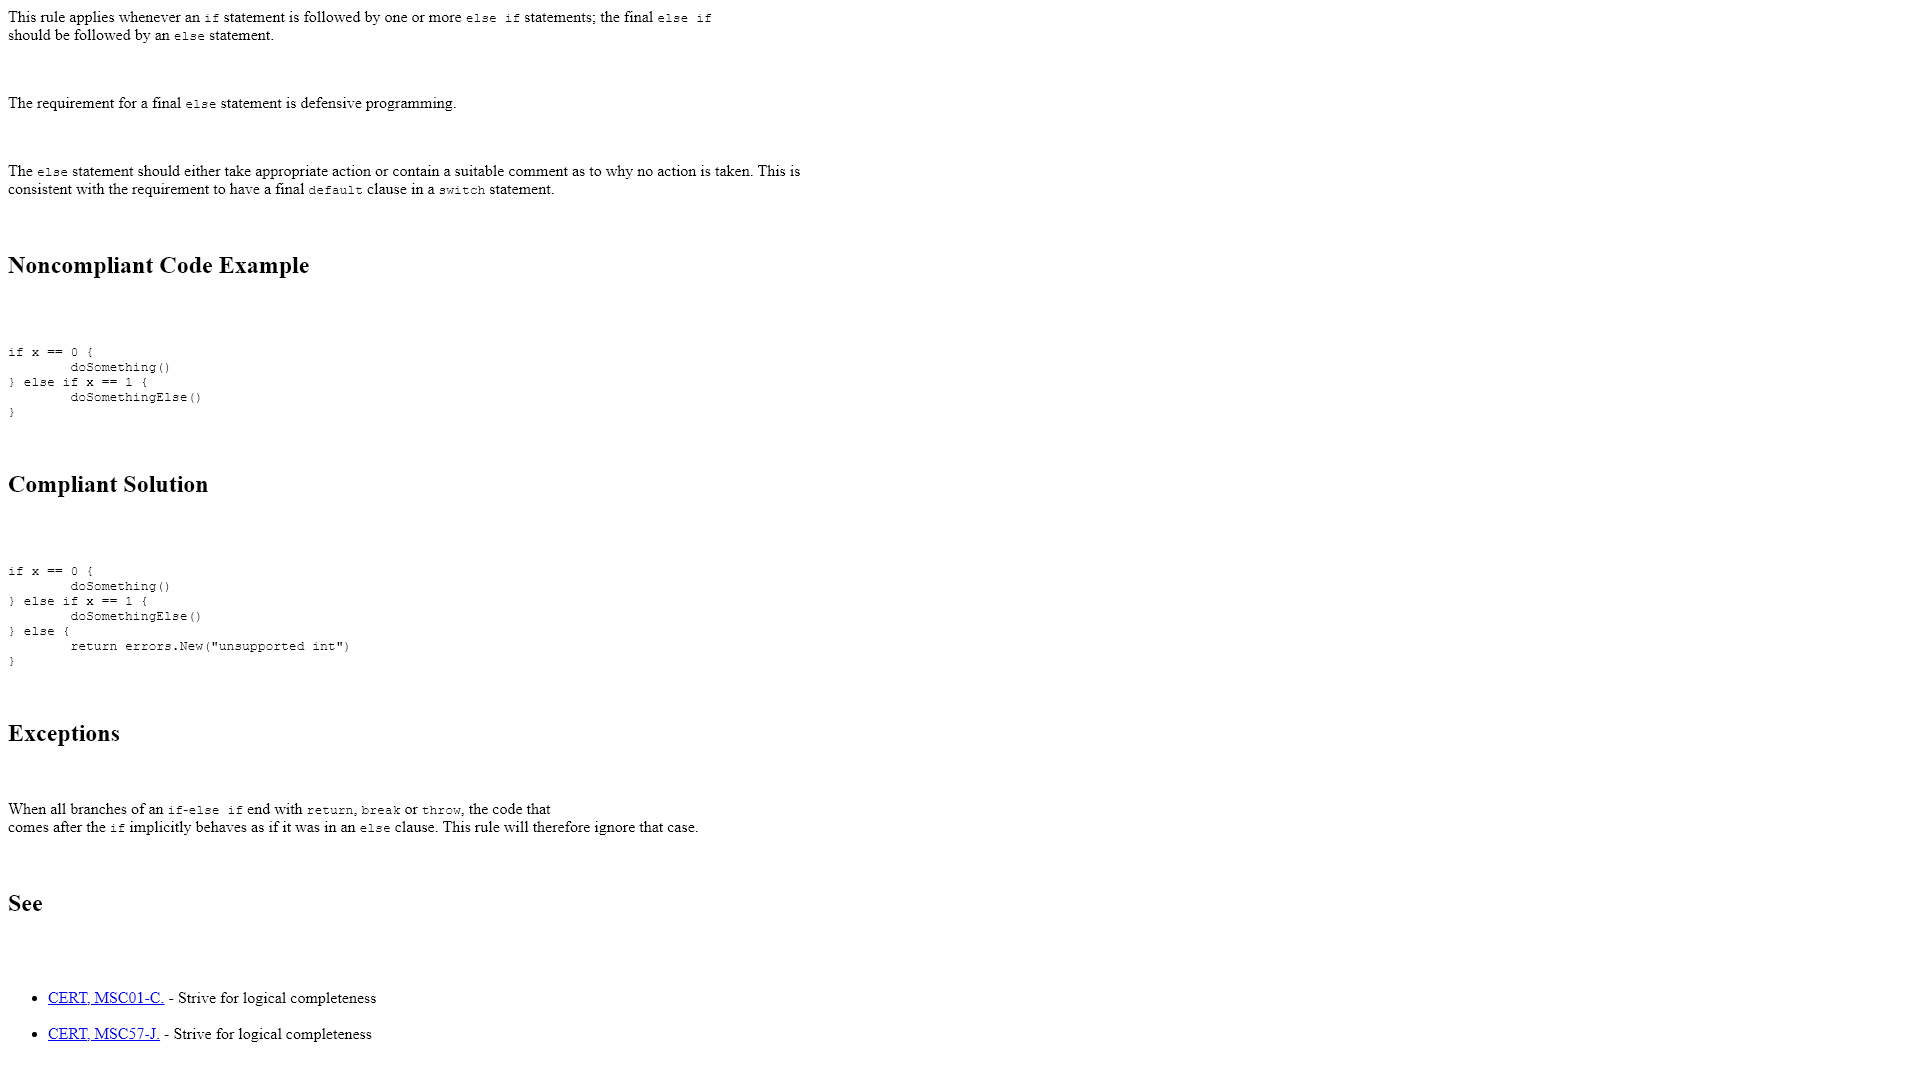 This rule applies whenever an if statement is followed by one or more else if statements; the final else if
should be followed by an else statement.
The requirement for a final else statement is defensive programming.
The else statement should either take appropriate action or contain a suitable comment as to why no action is taken. This is
consistent with the requirement to have a final default clause in a switch statement.
Noncompliant Code Example
if x == 0 {
	doSomething()
} else if x == 1 {
	doSomethingElse()
}
Compliant Solution
if x == 0 {
	doSomething()
} else if x == 1 {
	doSomethingElse()
} else {
	return errors.New("unsupported int")
}
Exceptions
When all branches of an if-else if end with return, break or throw, the code that
comes after the if implicitly behaves as if it was in an else clause. This rule will therefore ignore that case.
See
• CERT, MSC01-C. - Strive for logical completeness
• CERT, MSC57-J. - Strive for logical completeness